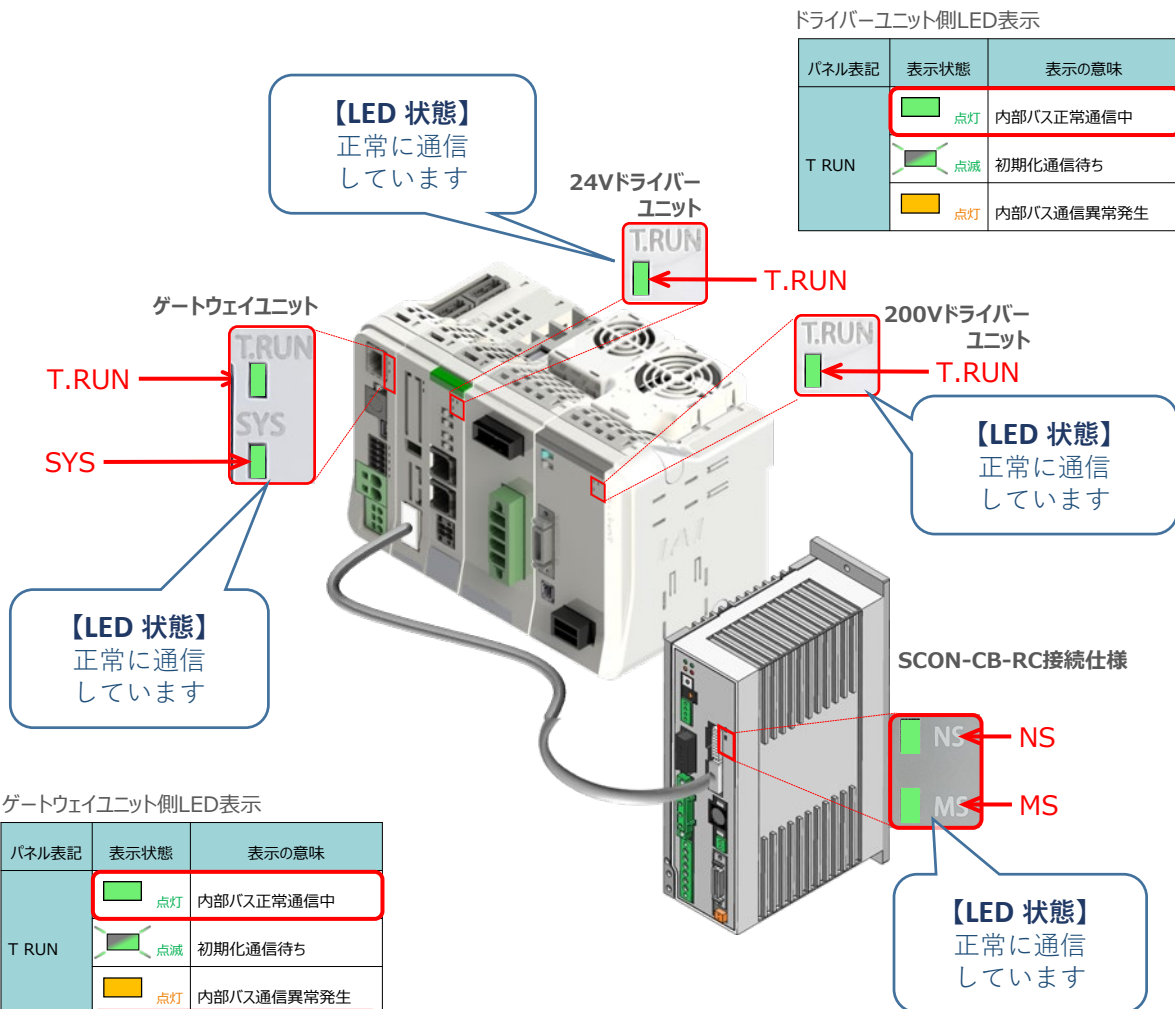 ドライバーユニット側LED表示
パネル表記 表示状態 表示の意味
T RUN
点灯 内部バス正常通信中
点滅 初期化通信待ち
点灯 内部バス通信異常発生
【LED 状態】
正常に通信
しています
24Vドライバー
ユニット
T.RUN
T.RUN
ゲートウェイユニット
T.RUN
SYS
T.RUN
SYS
200Vドライバー
ユニット
T.RUN
T.RUN
【LED 状態】
正常に通信
しています
【LED 状態】
正常に通信
しています
IAI
SCON-CB-RC接続仕様
NS
NS
MS
MS
【LED 状態】
正常に通信
しています
ゲートウェイユニット側LED表示
パネル表記 表示状態 表示の意味
T RUN
点灯 内部バス正常通信中
点滅 初期化通信待ち
点灯 内部バス通信異常発生